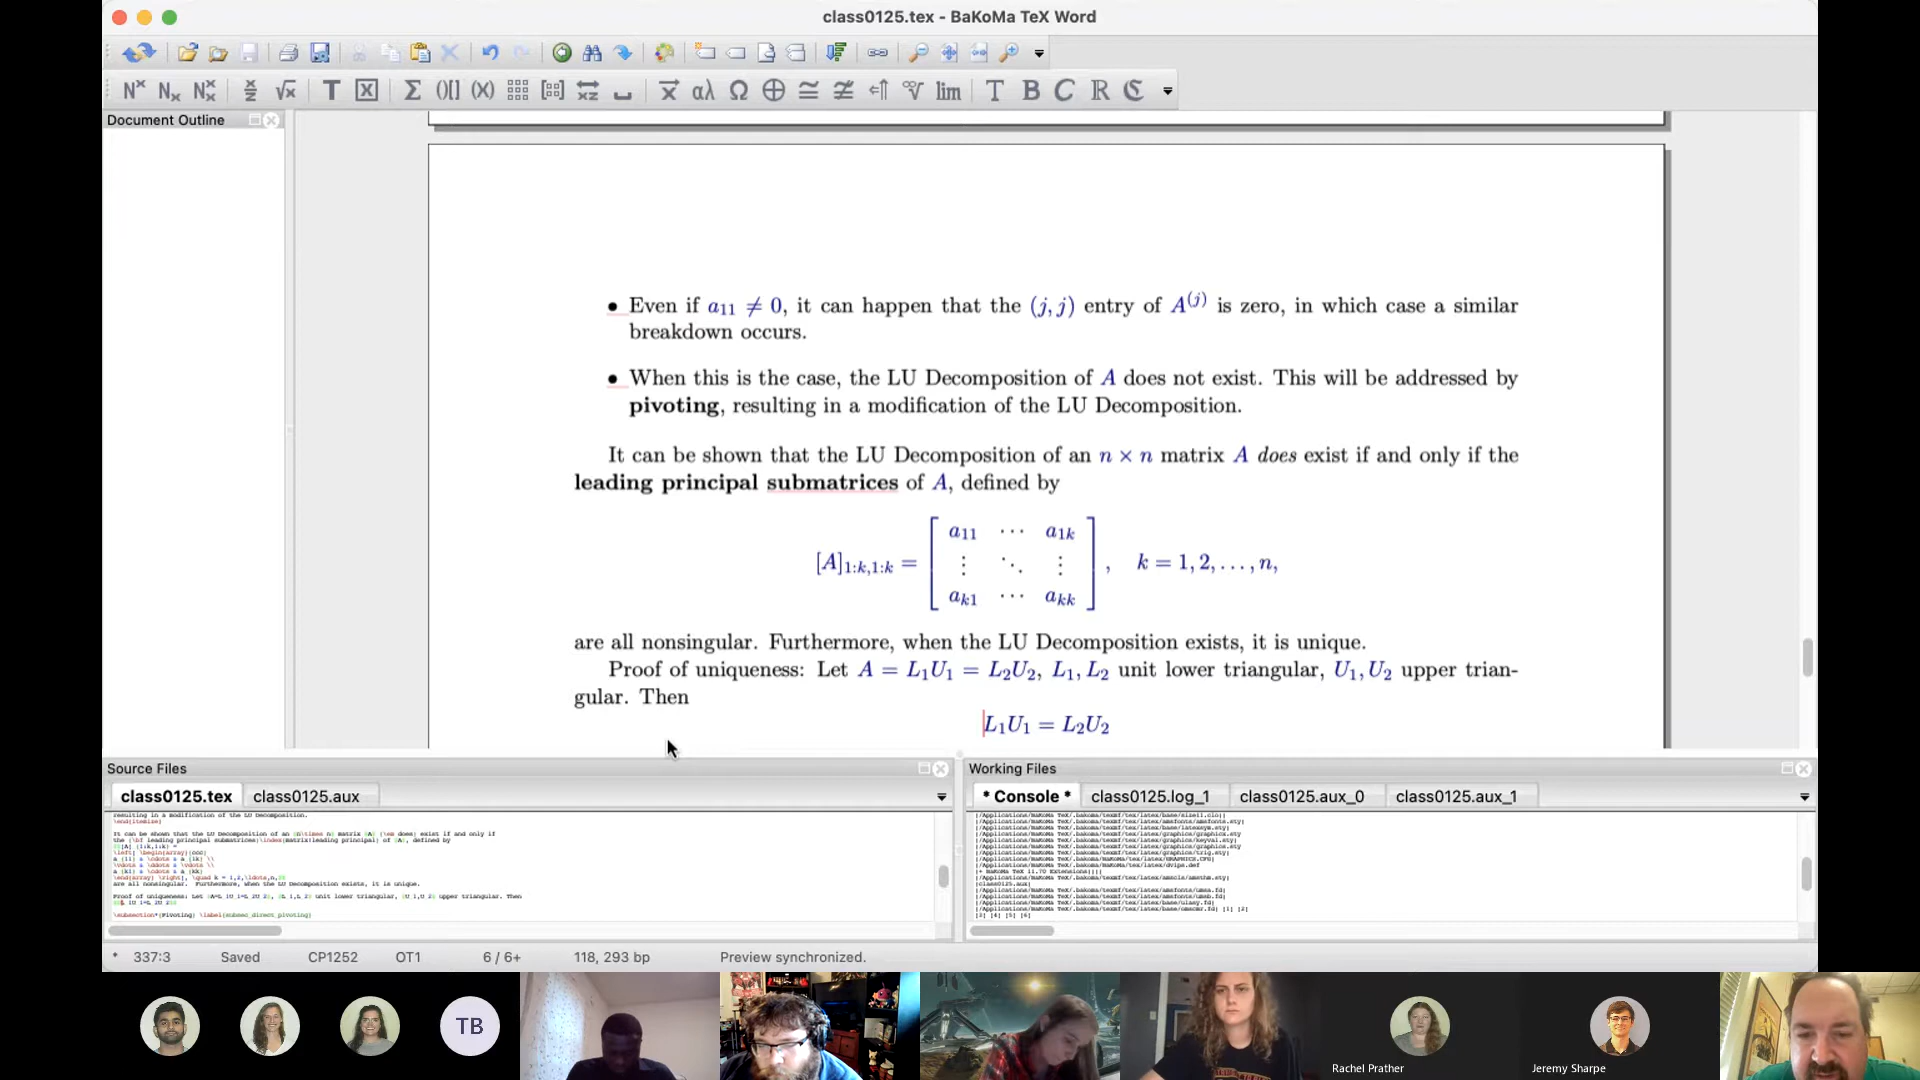 class0125.tex - BaKoMa TeX Word
Document Outline
• Even if a₁₁ ≠ 0, it can happen that the (j, j) entry of A⁽ʲ⁾ is zero, in which case a similar
breakdown occurs.
• When this is the case, the LU Decomposition of A does not exist. This will be addressed by
pivoting, resulting in a modification of the LU Decomposition.
It can be shown that the LU Decomposition of an n × n matrix A does exist if and only if the
leading principal submatrices of A, defined by
[A]1:k,1:k = [ a11 ⋯ a1k ⋮ ⋱ ⋮ ak1 ⋯ akk ], k = 1, 2, . . . , n,
are all nonsingular. Furthermore, when the LU Decomposition exists, it is unique.
Proof of uniqueness: Let A = L₁U₁ = L₂U₂, L₁, L₂ unit lower triangular, U₁, U₂ upper trian-
gular. Then
L₁U₁ = L₂U₂
Source Files
Working Files
class0125.tex class0125.aux
* Console * class0125.log_1 class0125.aux_0 class0125.aux_1
* 337:3 Saved CP1252 OT1 6 / 6+ 118, 293 bp Preview synchronized.
TB
Rachel Prather
Jeremy Sharpe